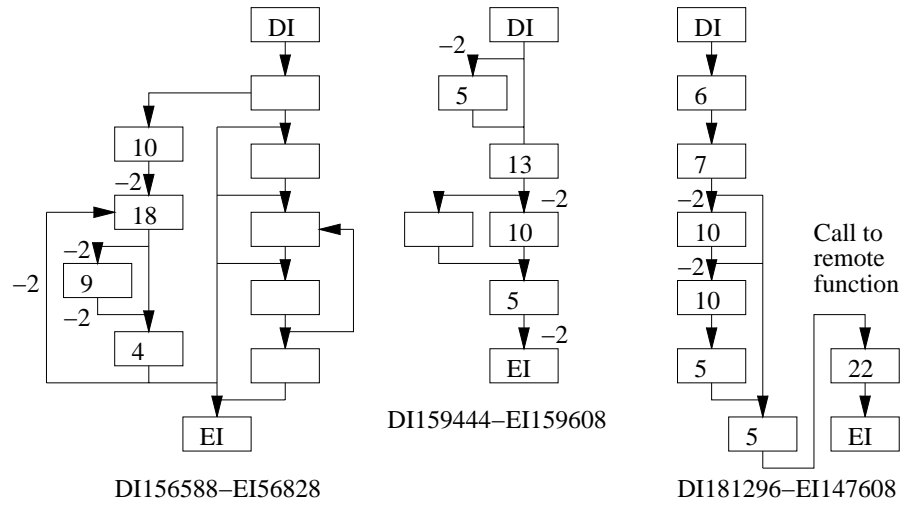 DI
10
−2
18
−2
9
−2
−2
4
EI
DI156588−EI56828
DI
−2
5
13
−2
10
5
−2
EI
DI159444−EI159608
DI
6
7
−2
10
−2
10
5
5
Call to
remote
function
22
EI
DI181296−EI147608